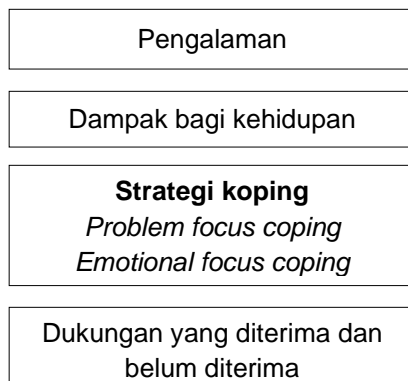 Pengalaman
Dampak bagi kehidupan
Strategi koping
Problem focus coping
Emotional focus coping
Dukungan yang diterima dan
belum diterima